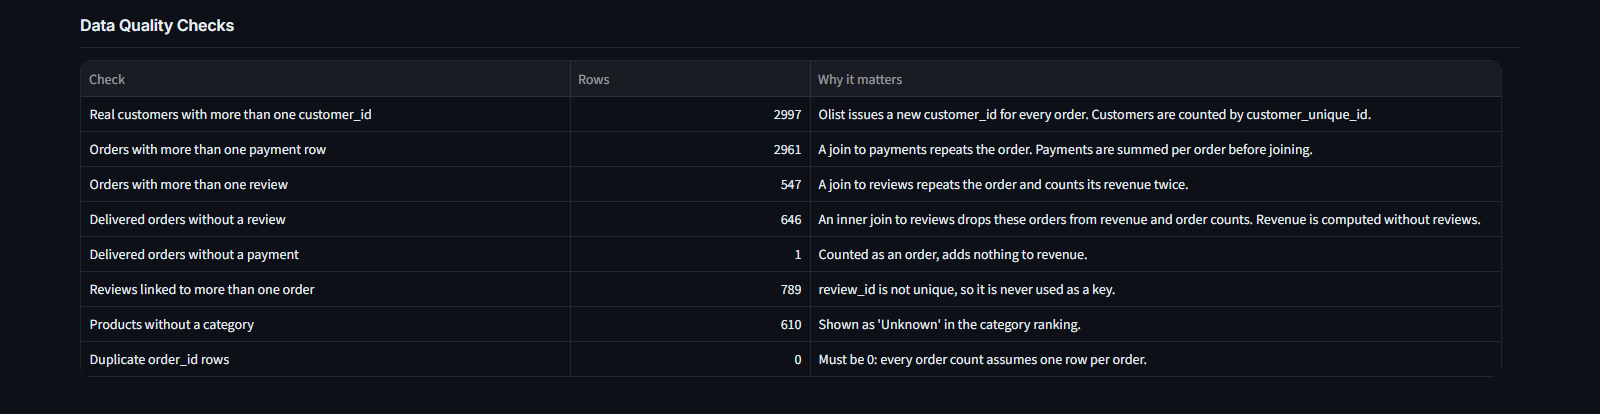 Data Quality Checks
Check Rows Why it matters
Real customers with more than one customer_id 2997 Olist issues a new customer_id for every order. Customers are counted by customer_unique_id.
Orders with more than one payment row 2961 A join to payments repeats the order. Payments are summed per order before joining.
Orders with more than one review 547 A join to reviews repeats the order and counts its revenue twice.
Delivered orders without a review 646 An inner join to reviews drops these orders from revenue and order counts. Revenue is computed without reviews.
Delivered orders without a payment 1 Counted as an order, adds nothing to revenue.
Reviews linked to more than one order 789 review_id is not unique, so it is never used as a key.
Products without a category 610 Shown as 'Unknown' in the category ranking.
Duplicate order_id rows 0 Must be 0: every order count assumes one row per order.